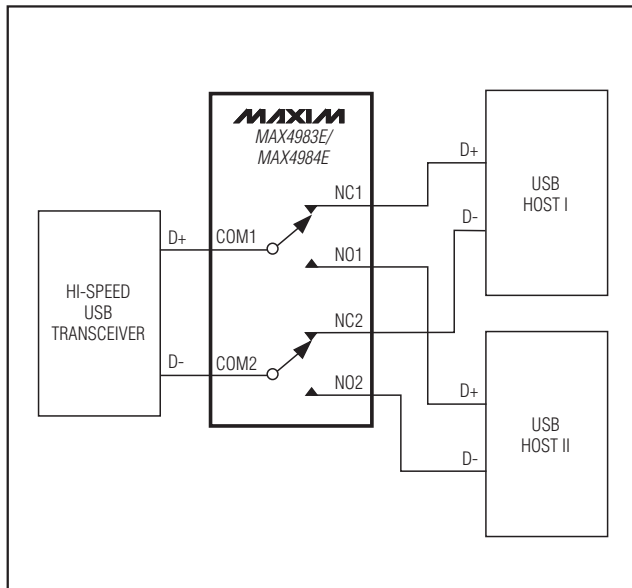 MAXIM
MAX4983E/
MAX4984E
HI-SPEED
USB
TRANSCEIVER
D+
D-
COM1
COM2
NC1
NO1
NC2
NO2
D+
D-
USB
HOST I
D+
D-
USB
HOST II